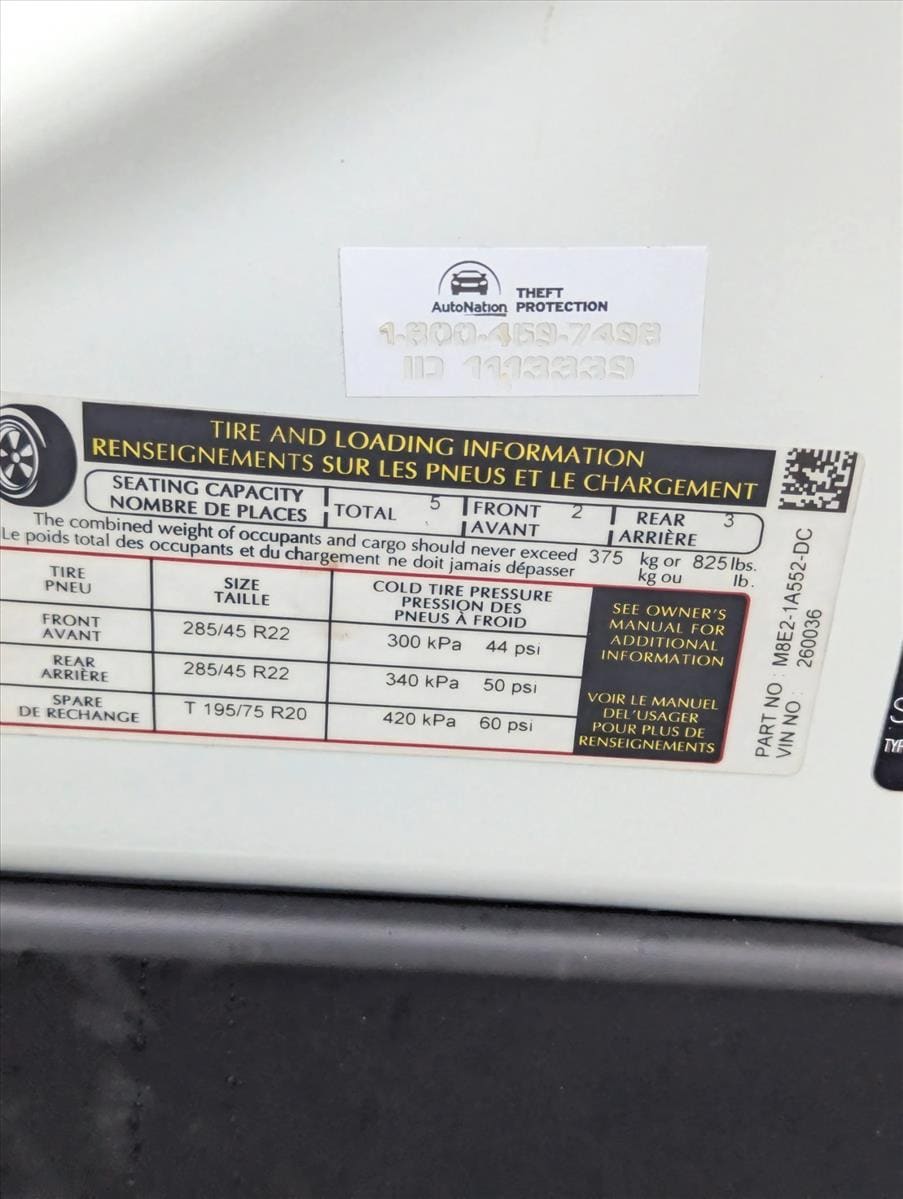 AutoNation THEFT PROTECTION
1-800-459-7498
ID 1113339
TIRE AND LOADING INFORMATION
RENSEIGNEMENTS SUR LES PNEUS ET LE CHARGEMENT
SEATING CAPACITY
NOMBRE DE PLACES
TOTAL 5
FRONT 2
AVANT
REAR 3
ARRIÈRE
The combined weight of occupants and cargo should never exceed 375 kg or 825 lbs.
Le poids total des occupants et du chargement ne doit jamais dépasser kg ou lb.
TIRE
PNEU
SIZE
TAILLE
COLD TIRE PRESSURE
PRESSION DES
PNEUS À FROID
FRONT
AVANT
285/45 R22
300 kPa 44 psi
REAR
ARRIÈRE
285/45 R22
340 kPa 50 psi
SPARE
DE RECHANGE
T 195/75 R20
420 kPa 60 psi
SEE OWNER'S
MANUAL FOR
ADDITIONAL
INFORMATION
VOIR LE MANUEL
DEL'USAGER
POUR PLUS DE
RENSEIGNEMENTS
PART NO : M8E2-1A552-DC
VIN NO : 260036
S
TYP